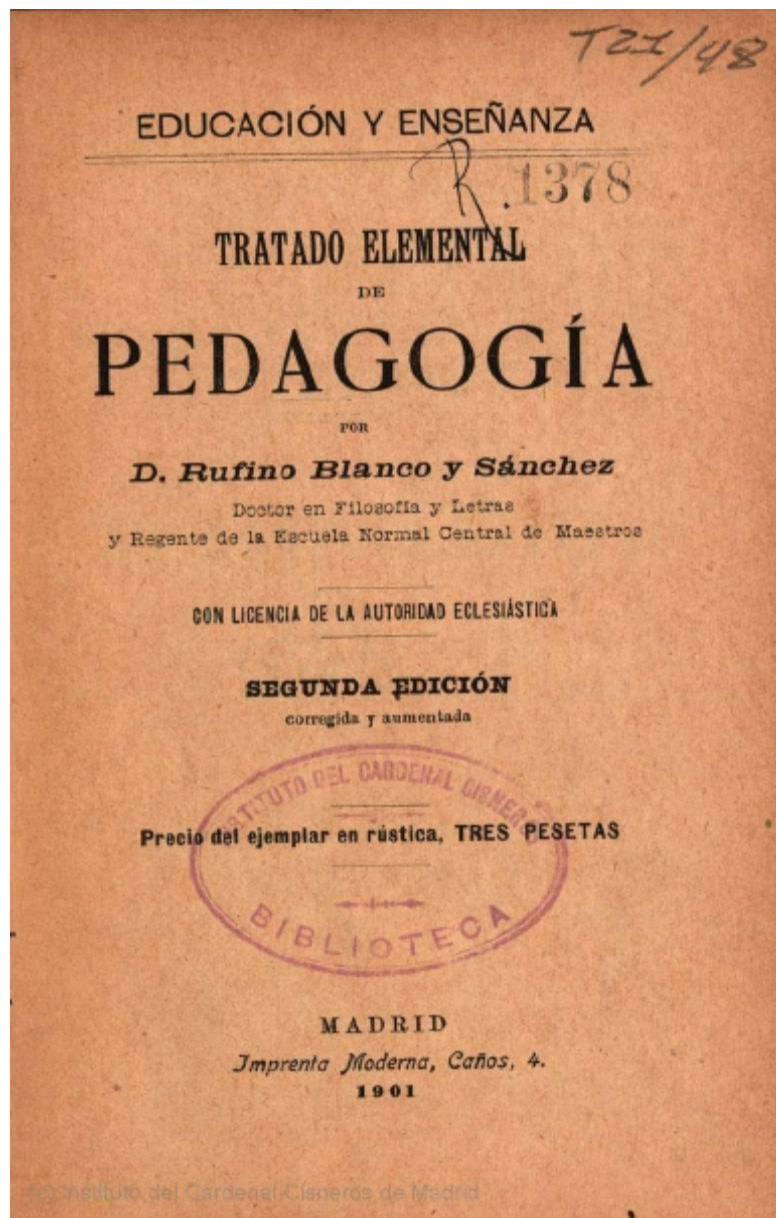 T21/48
EDUCACIÓN Y ENSEÑANZA
R. 1378
TRATADO ELEMENTAL
DE
PEDAGOGÍA
POR
D. Rufino Blanco y Sánchez
Doctor en Filosofía y Letras
y Regente de la Escuela Normal Central de Maestros
CON LICENCIA DE LA AUTORIDAD ECLESIÁSTICA
SEGUNDA EDICIÓN
corregida y aumentada
INSTITUTO DEL CARDENAL CISNEROS
Precio del ejemplar en rústica, TRES PESETAS
BIBLIOTECA
MADRID
Imprenta Moderna, Caños, 4.
1901
(c) Instituto del Cardenal Cisneros de Madrid